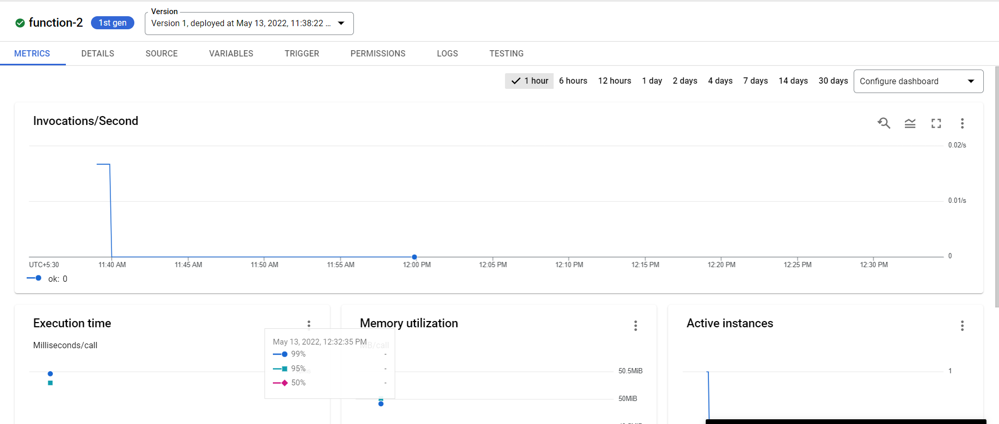 Version
function-2 1st gen Version 1, deployed at May 13, 2022, 11:38:22 ...
METRICS DETAILS SOURCE VARIABLES TRIGGER PERMISSIONS LOGS TESTING
1 hour 6 hours 12 hours 1 day 2 days 4 days 7 days 14 days 30 days Configure dashboard
Invocations/Second
0.02/s
0.01/s
0
UTC+5:30 11:40 AM 11:45 AM 11:50 AM 11:55 AM 12:00 PM 12:05 PM 12:10 PM 12:15 PM 12:20 PM 12:25 PM 12:30 PM
ok: 0
Execution time
Milliseconds/call
May 13, 2022, 12:32:35 PM
99% -
95% -
50% -
Memory utilization
MB/call
50.5MiB
50MiB
Active instances
1